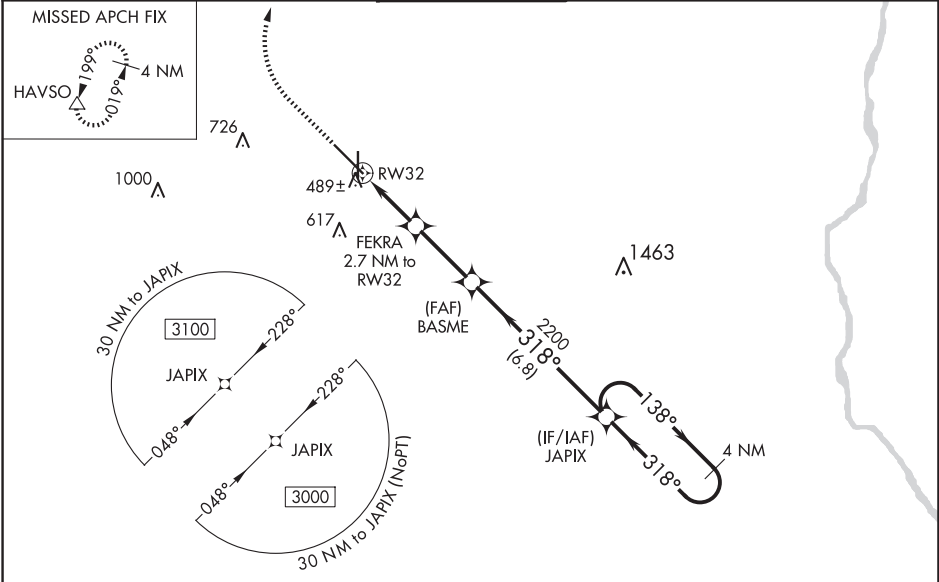 MISSED APCH FIX
HAVSO
199°
019°
4 NM
726
1000
489±
RW32
617
FEKRA
2.7 NM to
RW32
1463
(FAF)
BASME
2200
318°
(6.8)
30 NM to JAPIX
3100
228°
JAPIX
048°
228°
JAPIX
048°
3000
30 NM to JAPIX (NoPT)
(IF/IAF)
JAPIX
138°
318°
4 NM